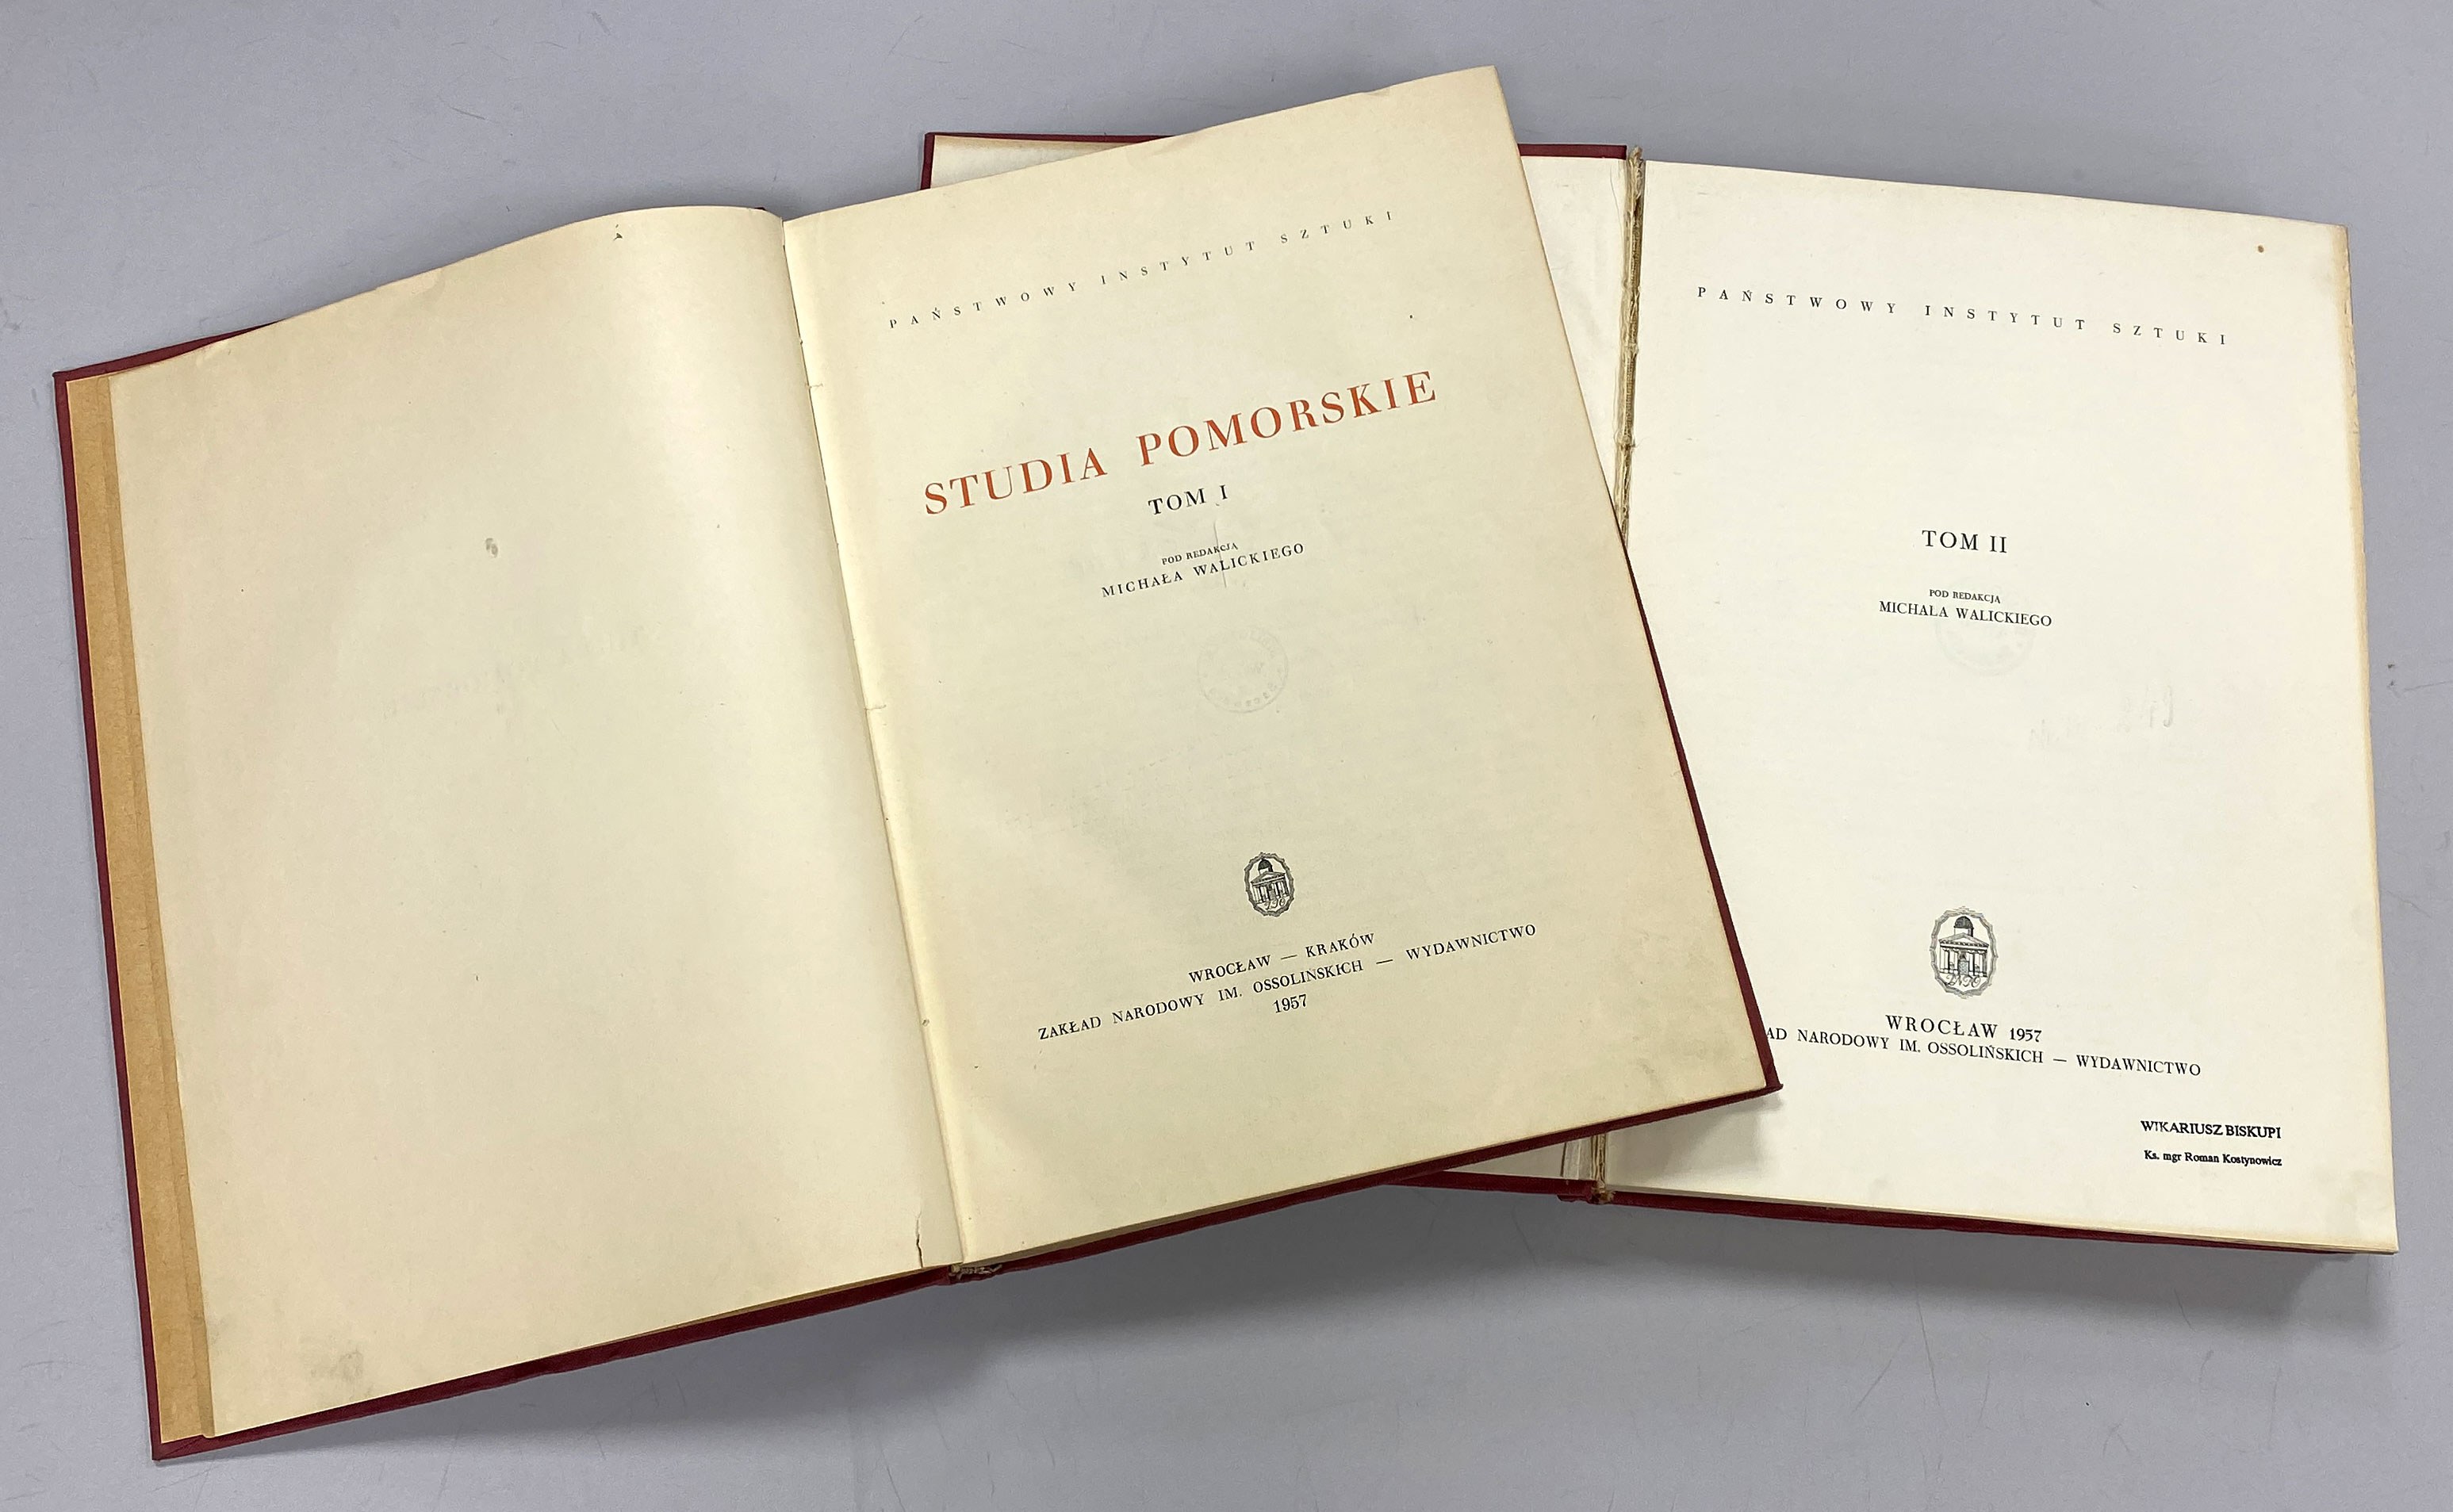 PAŃSTWOWY INSTYTUT SZTUKI
STUDIA POMORSKIE
TOM I
POD REDAKCJĄ
MICHAŁA WALICKIEGO
WROCŁAW — KRAKÓW
ZAKŁAD NARODOWY IM. OSSOLIŃSKICH — WYDAWNICTWO
1957
PAŃSTWOWY INSTYTUT SZTUKI
TOM II
POD REDAKCJĄ
MICHAŁA WALICKIEGO
WROCŁAW 1957
AD NARODOWY IM. OSSOLIŃSKICH — WYDAWNICTWO
WIKARIUSZ BISKUPI
Ks. mgr Roman Kostynowicz